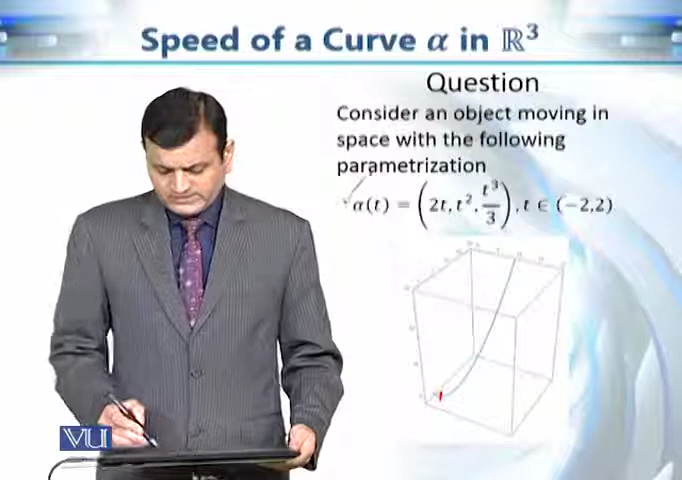 Speed of a Curve α in ℝ³
Question
Consider an object moving in
space with the following
parametrization
α(t) = (2t, t², t³/3), t ∈ (−2,2)
VU